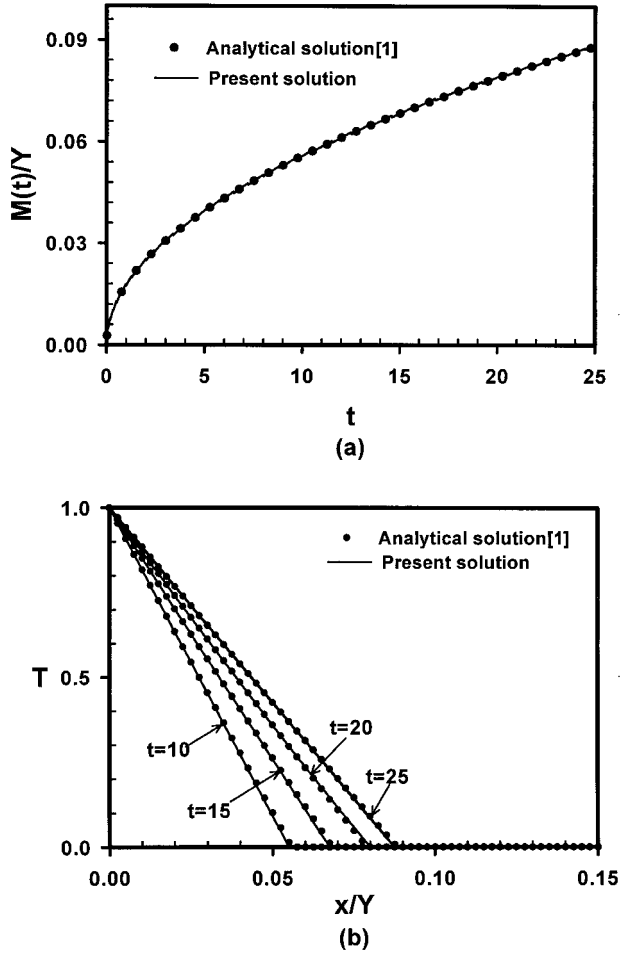 0.09
Analytical solution[1]
Present solution
0.06
M(t)/Y
0.03
0.00
0 5 10 15 20 25
t
(a)
1.0
Analytical solution[1]
Present solution
T
0.5
t=20
t=10
t=25
t=15
0.0
0.00 0.05 0.10 0.15
x/Y
(b)